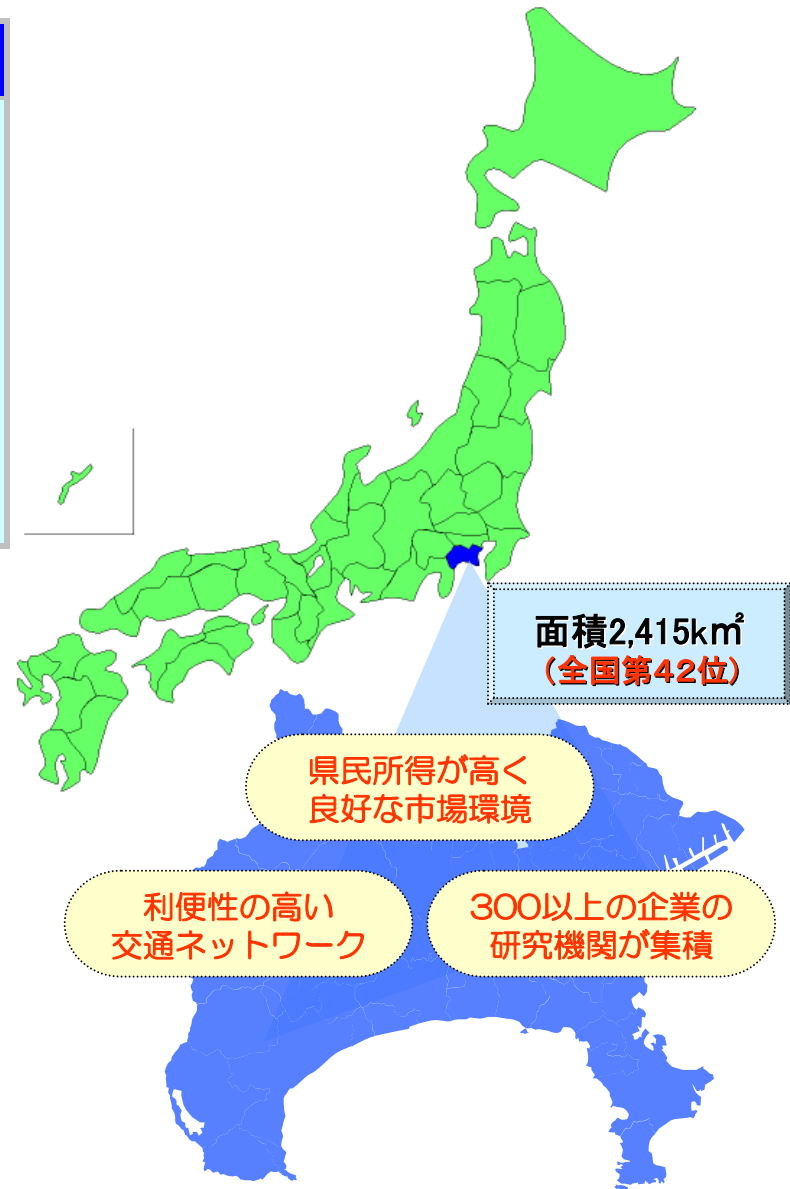 面積2,415k㎡
（全国第４２位）
県民所得が高く
良好な市場環境
利便性の高い
交通ネットワーク
３００以上の企業の
研究機関が集積